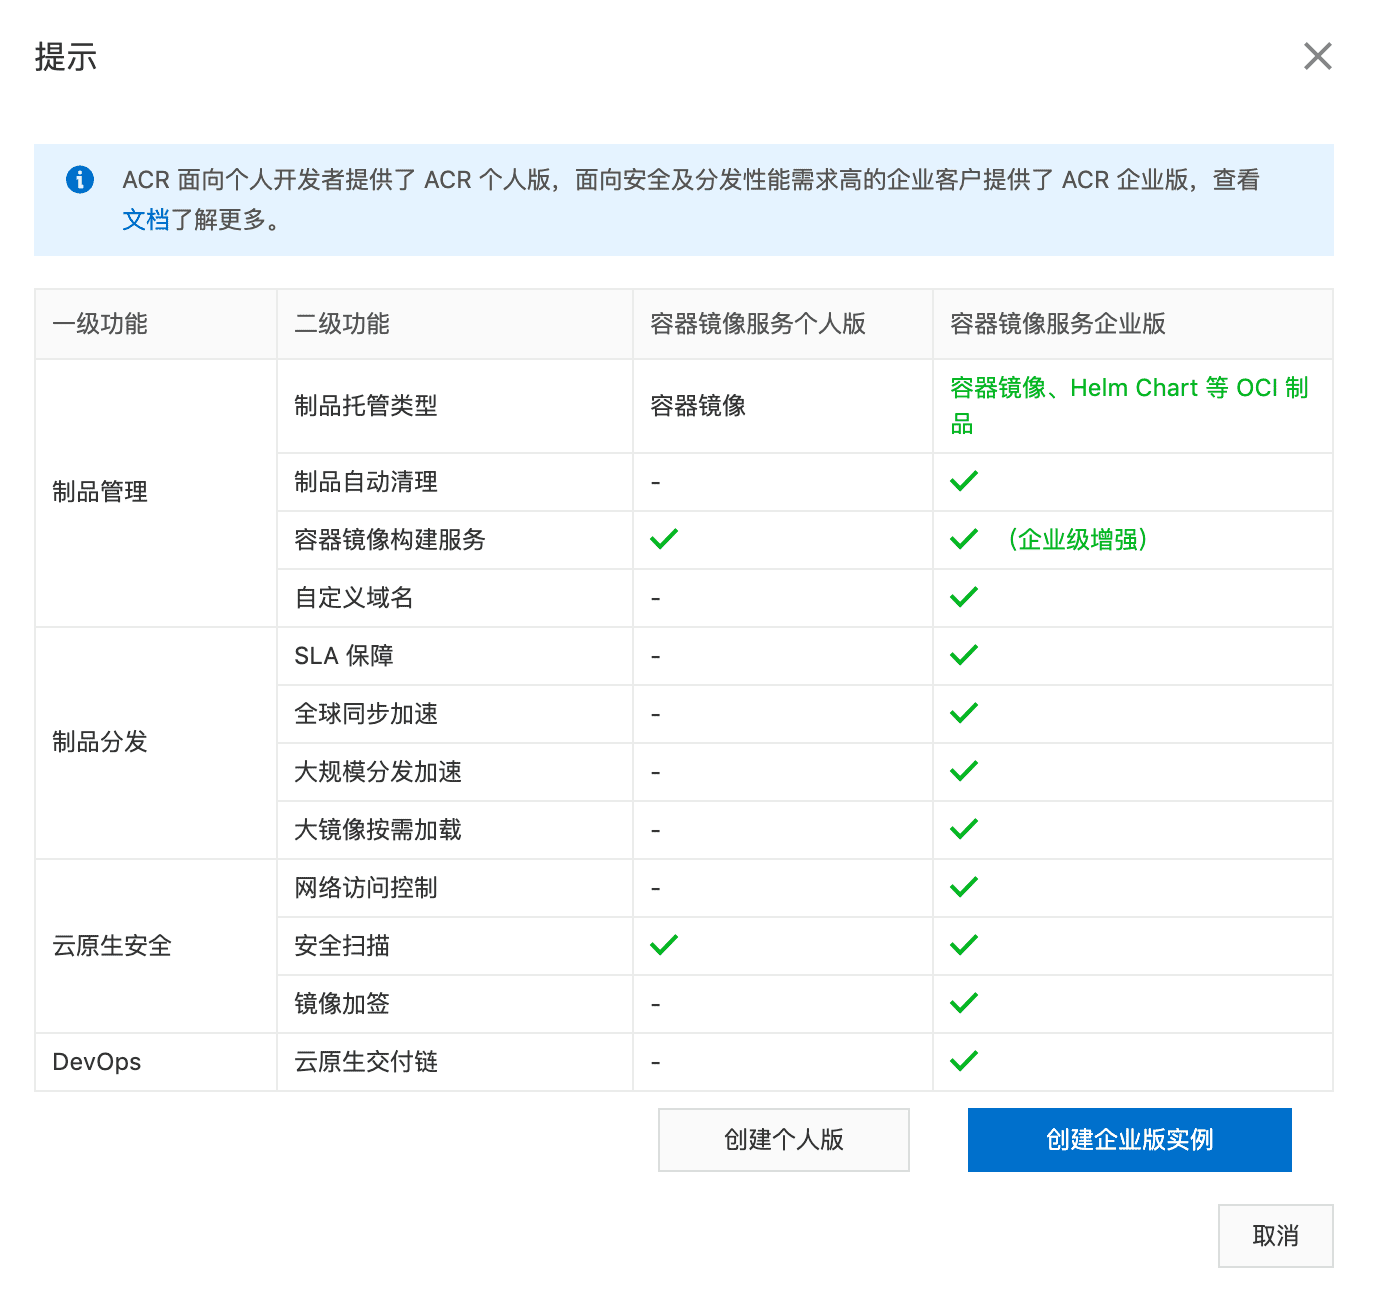 提示
ACR 面向个人开发者提供了 ACR 个人版，面向安全及分发性能需求高的企业客户提供了 ACR 企业版，查看
文档了解更多。
一级功能 二级功能 容器镜像服务个人版 容器镜像服务企业版
制品管理
制品托管类型 容器镜像 容器镜像、Helm Chart 等 OCI 制
品
制品自动清理 - ✓
容器镜像构建服务 ✓ ✓ （企业级增强）
自定义域名 - ✓
制品分发
SLA 保障 - ✓
全球同步加速 - ✓
大规模分发加速 - ✓
大镜像按需加载 - ✓
云原生安全
网络访问控制 - ✓
安全扫描 ✓ ✓
镜像加签 - ✓
DevOps 云原生交付链 - ✓
创建个人版 创建企业版实例
取消